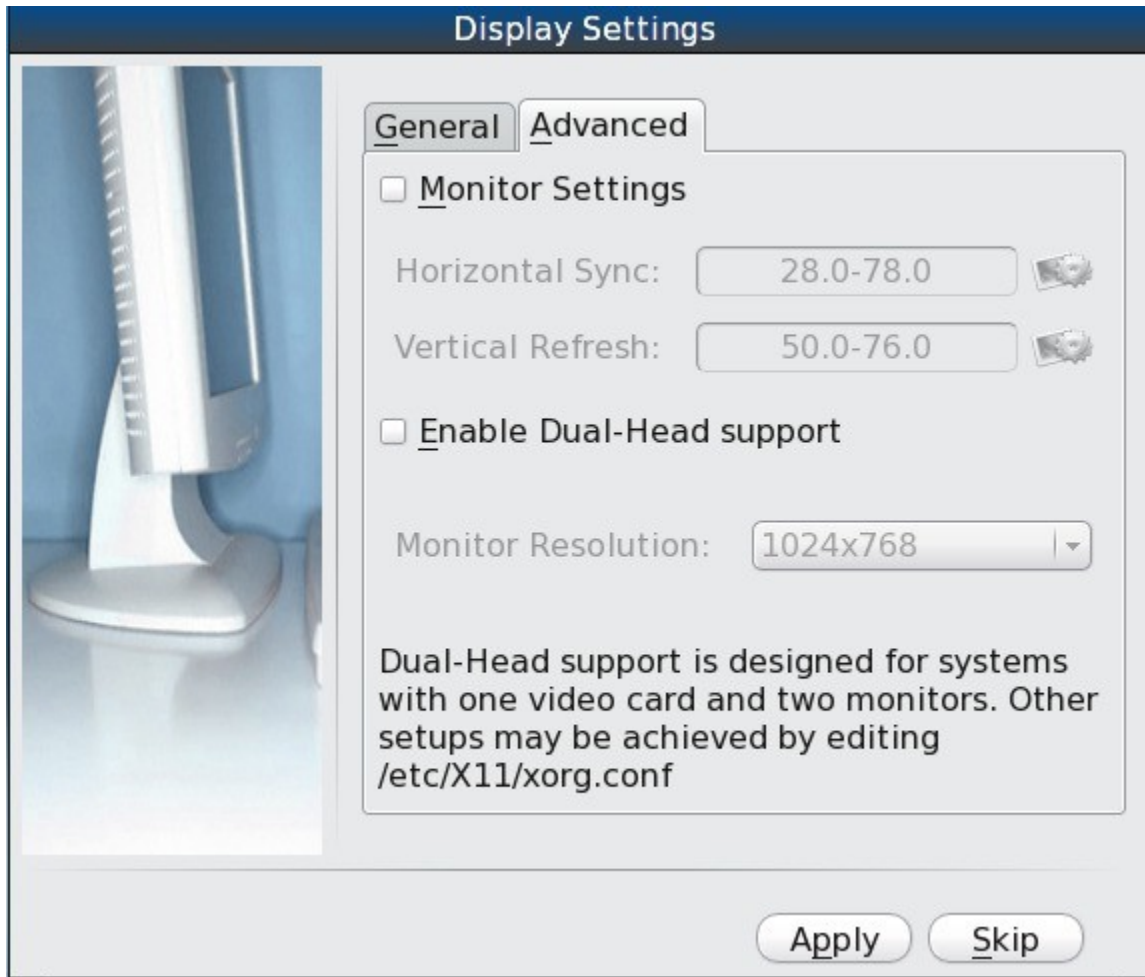 Display Settings
General Advanced
Monitor Settings
Horizontal Sync: 28.0-78.0
Vertical Refresh: 50.0-76.0
Enable Dual-Head support
Monitor Resolution: 1024x768
Dual-Head support is designed for systems
with one video card and two monitors. Other
setups may be achieved by editing
/etc/X11/xorg.conf
Apply Skip